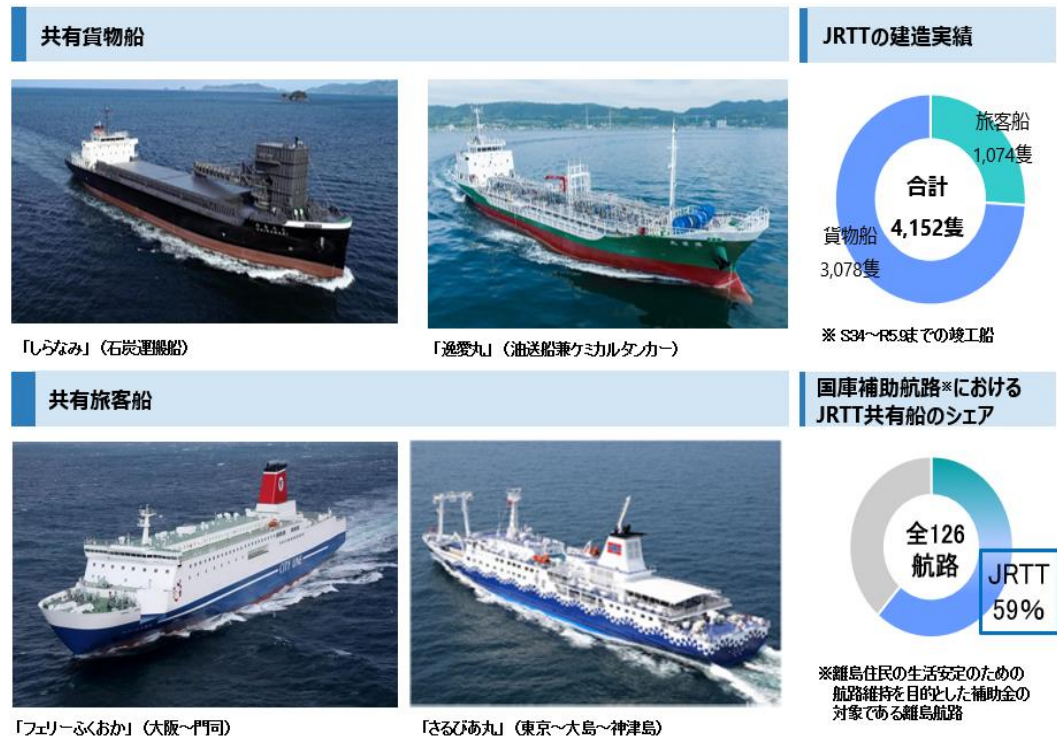 共有貨物船
「しらなみ」（石炭運搬船）
「逸愛丸」（油送船兼ケミカルタンカー）
JRTTの建造実績
旅客船
1,074隻
合計
4,152隻
貨物船
3,078隻
※ S34～R5.9までの竣工船
共有旅客船
CITY LINE
「フェリーふくおか」（大阪～門司）
「さるびあ丸」（東京～大島～神津島）
国庫補助航路※における
JRTT共有船のシェア
全126
航路
JRTT
59%
※離島住民の生活安定のための
航路維持を目的とした補助金の
対象である離島航路